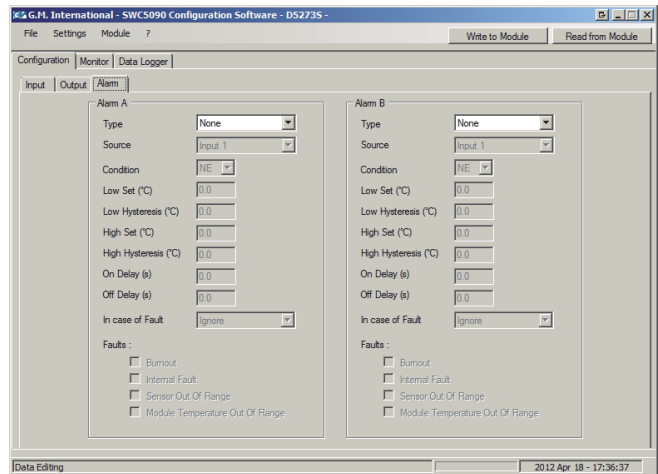 G.M. International - SWC5090 Configuration Software - D5273S -
File Settings Module ? Write to Module Read from Module
Configuration Monitor Data Logger
Input Output Alarm
Alarm A
Type None
Source Input 1
Condition NE
Low Set (°C) 0.0
Low Hysteresis (°C) 0.0
High Set (°C) 0.0
High Hysteresis (°C) 0.0
On Delay (s) 0.0
Off Delay (s) 0.0
In case of Fault Ignore
Faults :
Burnout
Internal Fault
Sensor Out Of Range
Module Temperature Out Of Range
Alarm B
Type None
Source Input 1
Condition NE
Low Set (°C) 0.0
Low Hysteresis (°C) 0.0
High Set (°C) 0.0
High Hysteresis (°C) 0.0
On Delay (s) 0.0
Off Delay (s) 0.0
In case of Fault Ignore
Faults :
Burnout
Internal Fault
Sensor Out Of Range
Module Temperature Out Of Range
Data Editing 2012 Apr 18 - 17:36:37